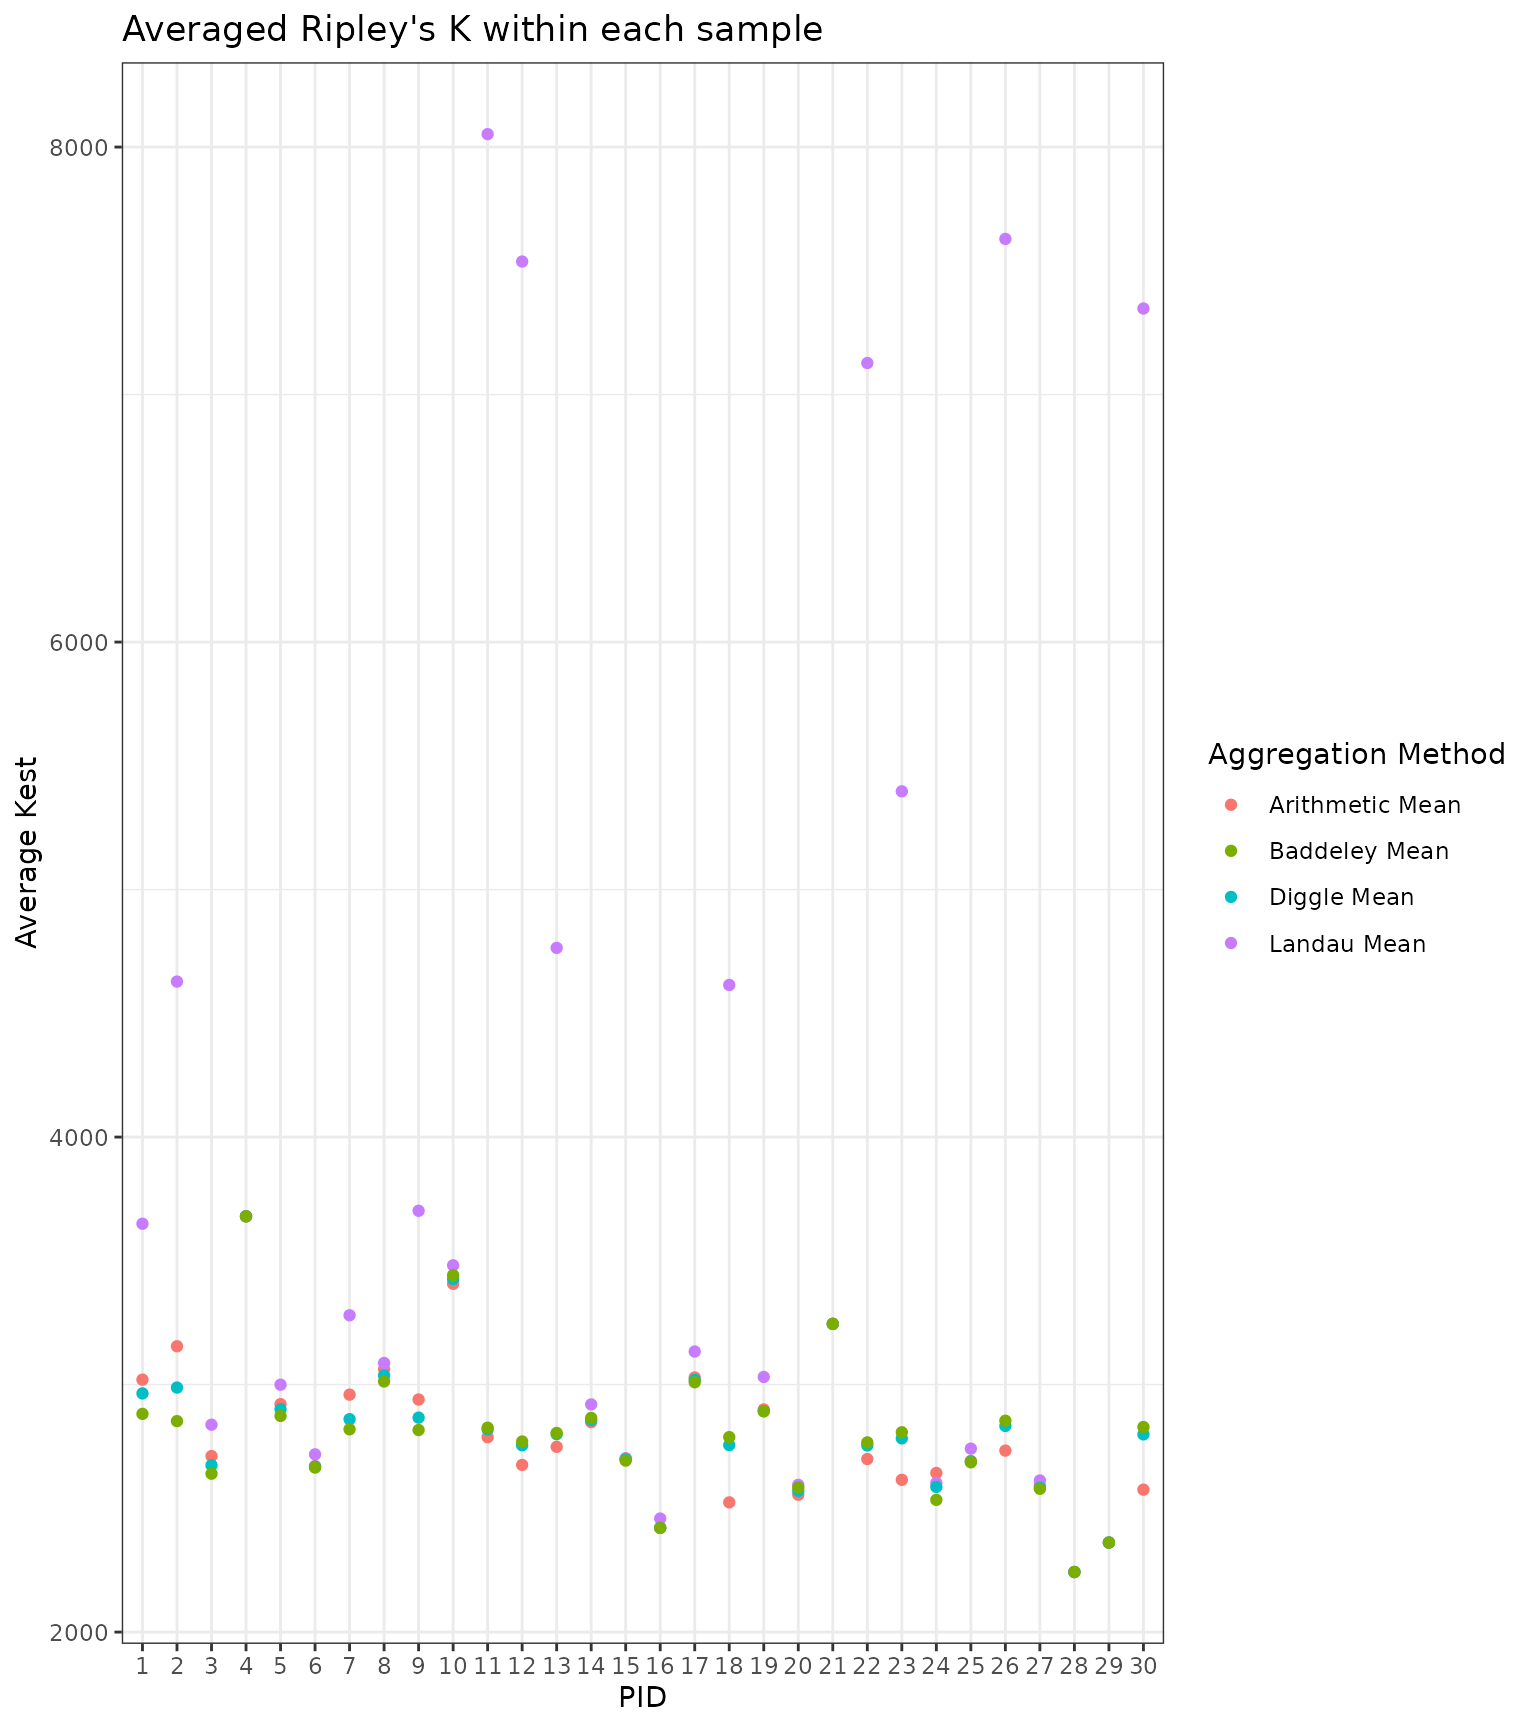 Averaged Ripley's K within each sample
8000
6000
4000
2000
Average Kest
1 2 3 4 5 6 7 8 9 10 11 12 13 14 15 16 17 18 19 20 21 22 23 24 25 26 27 28 29 30
PID
Aggregation Method
Arithmetic Mean
Baddeley Mean
Diggle Mean
Landau Mean